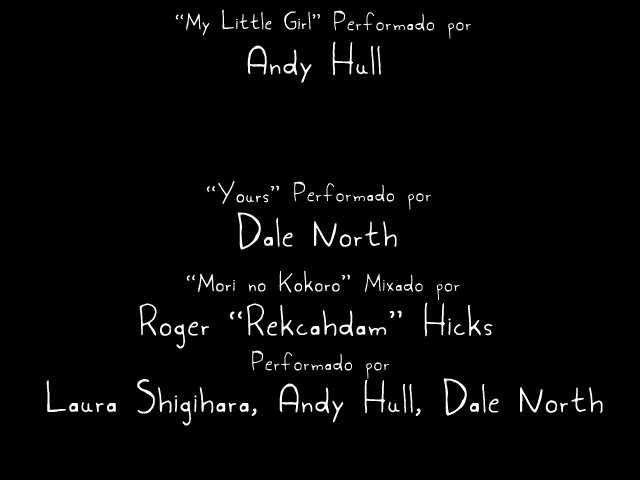 “My Little Girl” Performado por
Andy Hull
“Yours” Performado por
Dale North
“Mori no Kokoro” Mixado por
Roger “Rekcahdam” Hicks
Performado por
Laura Shigihara, Andy Hull, Dale North